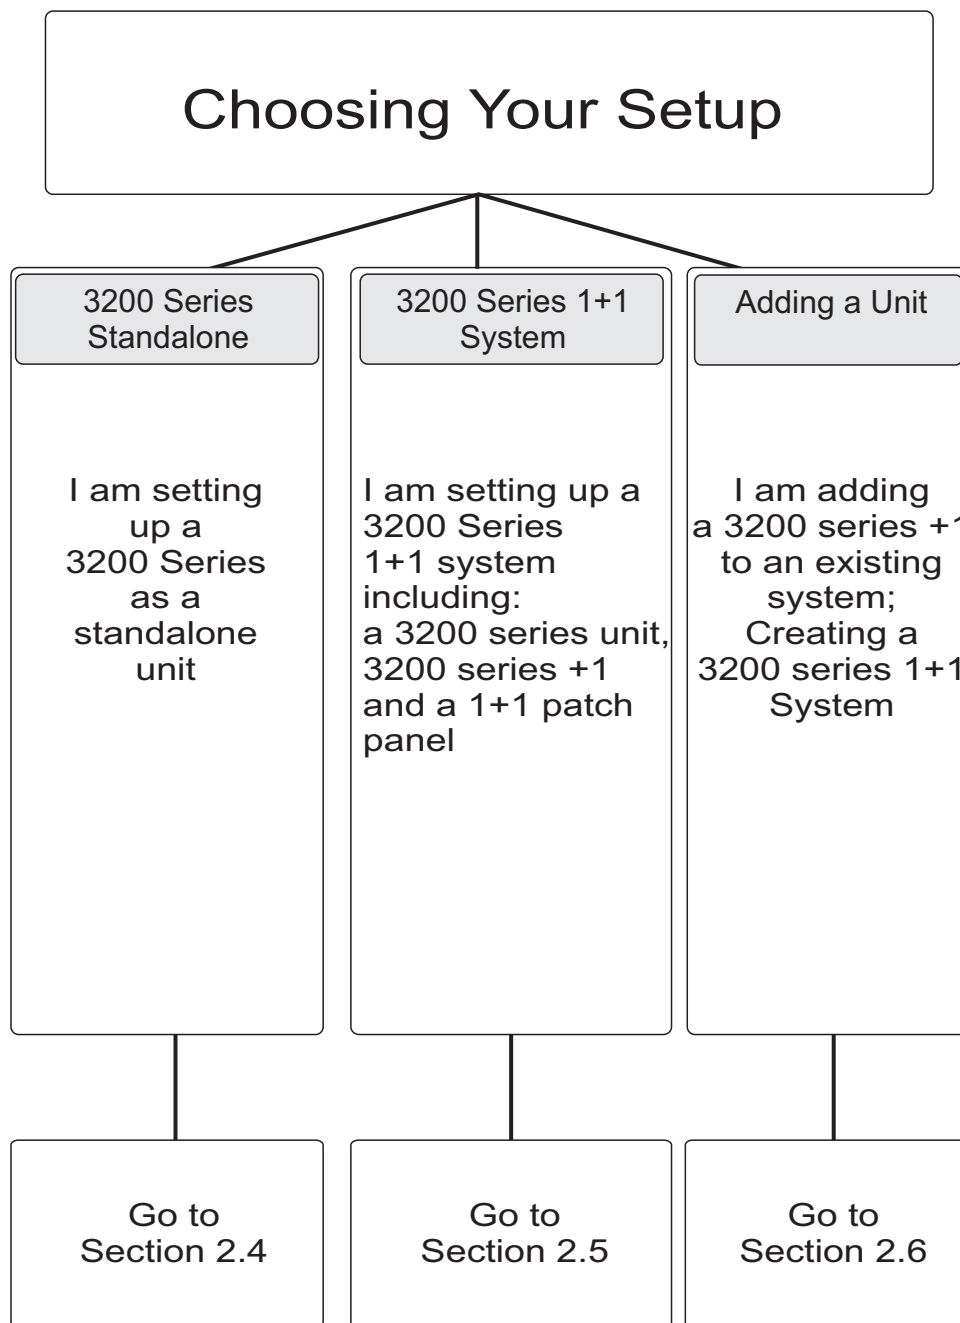 Choosing Your Setup
3200 Series
Standalone
I am setting
up a
3200 Series
as a
standalone
unit
Go to
Section 2.4
3200 Series 1+1
System
I am setting up a
3200 Series
1+1 system
including:
a 3200 series unit,
3200 series +1
and a 1+1 patch
panel
Go to
Section 2.5
Adding a Unit
I am adding
a 3200 series +1
to an existing
system;
Creating a
3200 series 1+1
System
Go to
Section 2.6